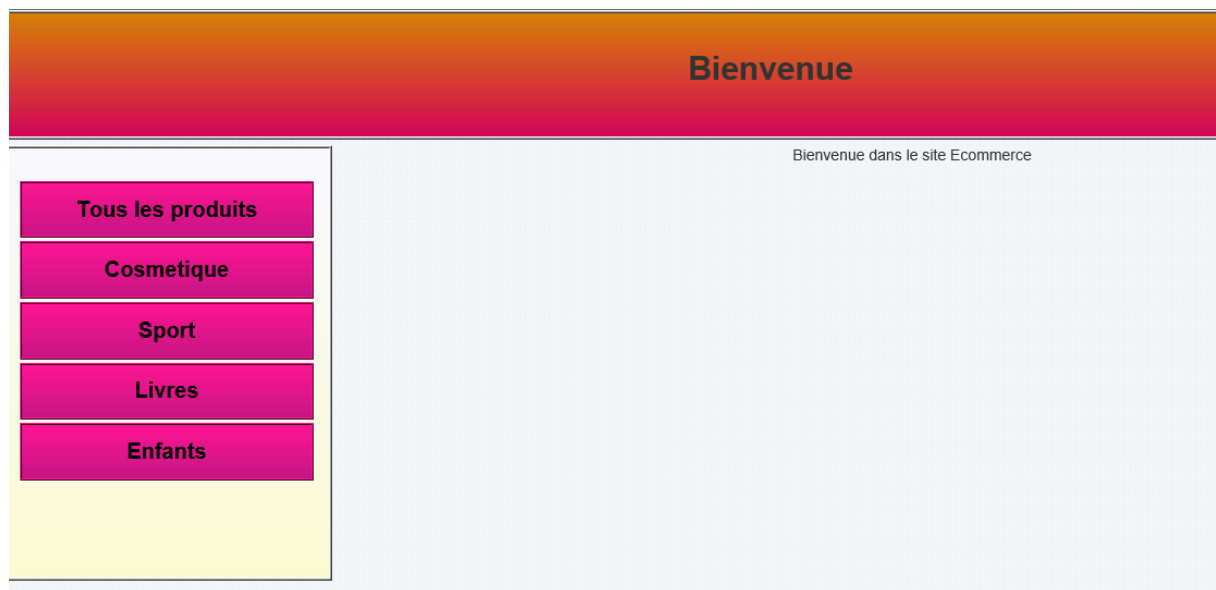 Bienvenue
Bienvenue dans le site Ecommerce
Tous les produits
Cosmetique
Sport
Livres
Enfants